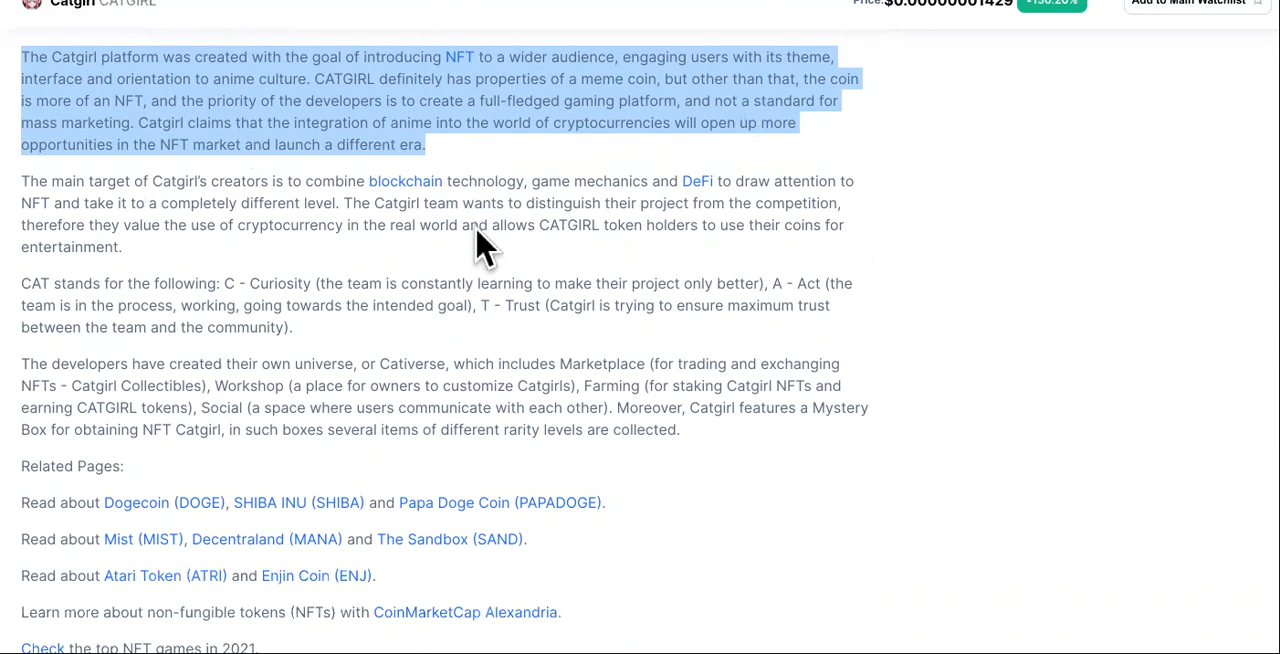 Catgirl CATGIRL Price: $0.00000001429 150.20% Add to Main Watchlist
The Catgirl platform was created with the goal of introducing NFT to a wider audience, engaging users with its theme,
interface and orientation to anime culture. CATGIRL definitely has properties of a meme coin, but other than that, the coin
is more of an NFT, and the priority of the developers is to create a full-fledged gaming platform, and not a standard for
mass marketing. Catgirl claims that the integration of anime into the world of cryptocurrencies will open up more
opportunities in the NFT market and launch a different era.
The main target of Catgirl’s creators is to combine blockchain technology, game mechanics and DeFi to draw attention to
NFT and take it to a completely different level. The Catgirl team wants to distinguish their project from the competition,
therefore they value the use of cryptocurrency in the real world and allows CATGIRL token holders to use their coins for
entertainment.
CAT stands for the following: C - Curiosity (the team is constantly learning to make their project only better), A - Act (the
team is in the process, working, going towards the intended goal), T - Trust (Catgirl is trying to ensure maximum trust
between the team and the community).
The developers have created their own universe, or Cativerse, which includes Marketplace (for trading and exchanging
NFTs - Catgirl Collectibles), Workshop (a place for owners to customize Catgirls), Farming (for staking Catgirl NFTs and
earning CATGIRL tokens), Social (a space where users communicate with each other). Moreover, Catgirl features a Mystery
Box for obtaining NFT Catgirl, in such boxes several items of different rarity levels are collected.
Related Pages:
Read about Dogecoin (DOGE), SHIBA INU (SHIBA) and Papa Doge Coin (PAPADOGE).
Read about Mist (MIST), Decentraland (MANA) and The Sandbox (SAND).
Read about Atari Token (ATRI) and Enjin Coin (ENJ).
Learn more about non-fungible tokens (NFTs) with CoinMarketCap Alexandria.
Check the top NFT games in 2021.